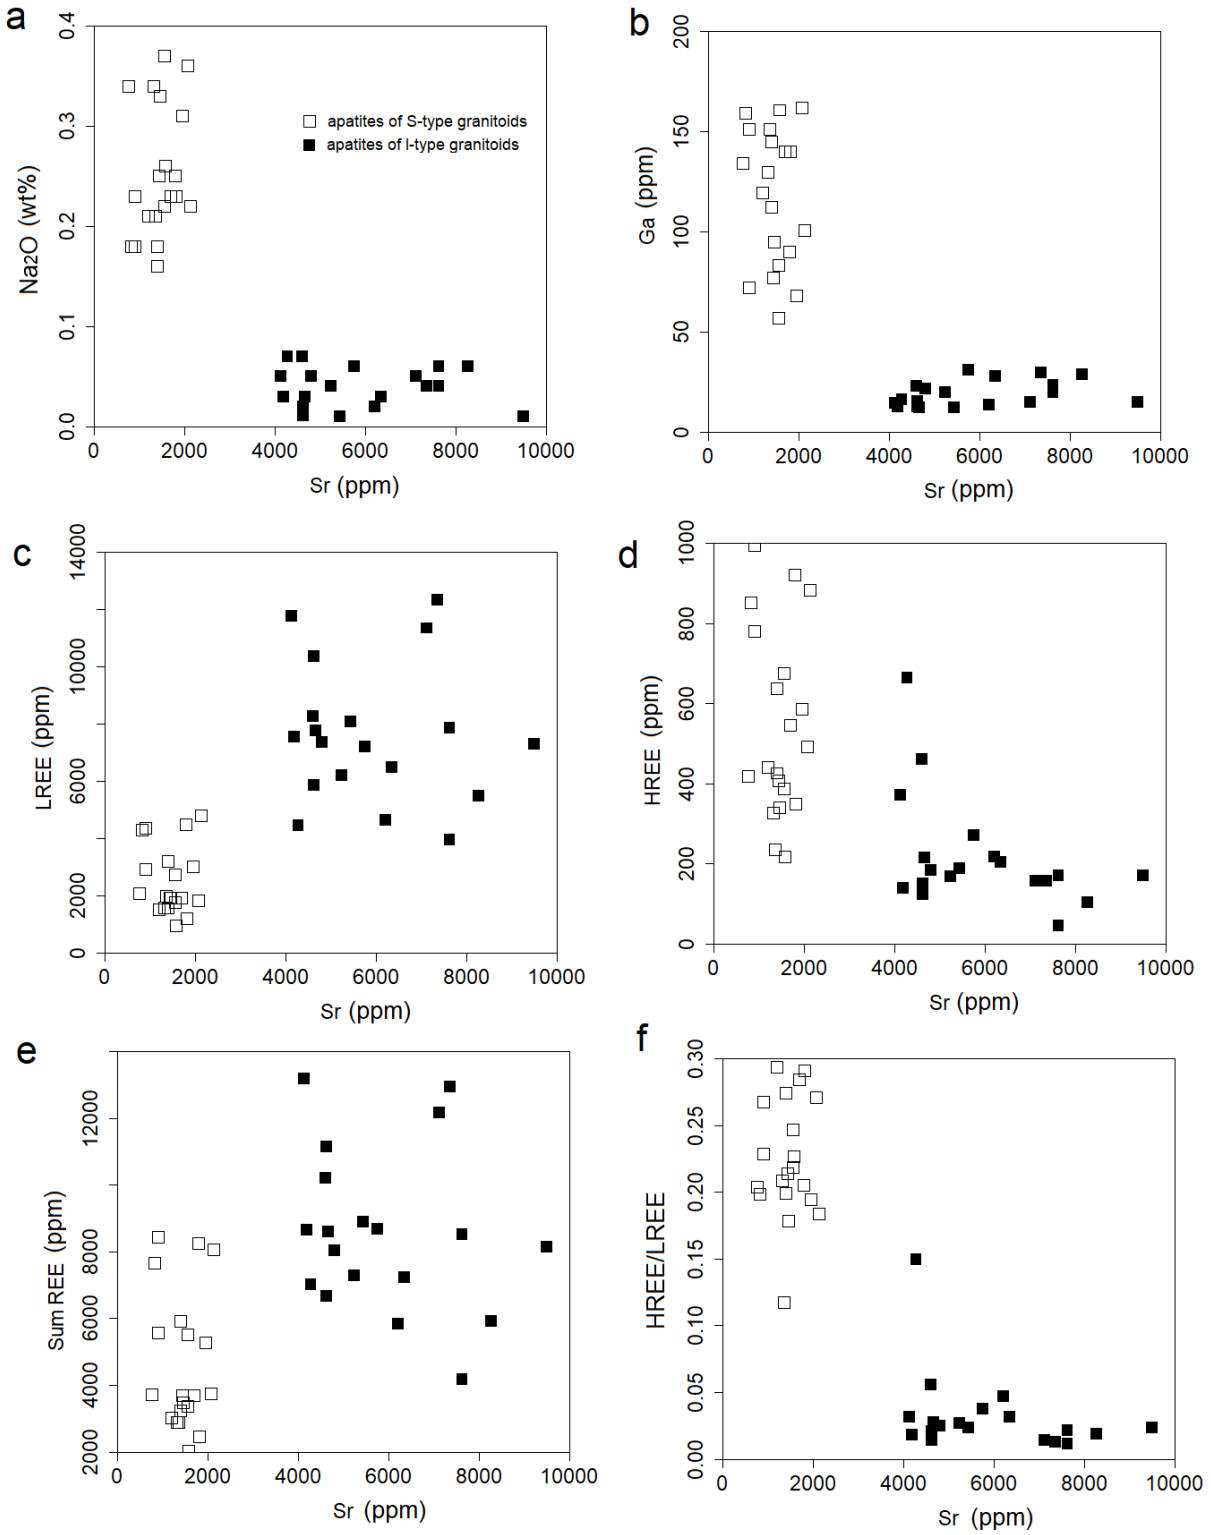 a
Na2O (wt%)
0.0 0.1 0.2 0.3 0.4
apatites of S-type granitoids
apatites of I-type granitoids
0 2000 4000 6000 8000 10000
Sr (ppm)
b
Ga (ppm)
0 50 100 150 200
0 2000 4000 6000 8000 10000
Sr (ppm)
c
LREE (ppm)
0 2000 6000 10000 14000
0 2000 4000 6000 8000 10000
Sr (ppm)
d
HREE (ppm)
0 200 400 600 800 1000
0 2000 4000 6000 8000 10000
Sr (ppm)
e
Sum REE (ppm)
2000 4000 6000 8000 12000
0 2000 4000 6000 8000 10000
Sr (ppm)
f
HREE/LREE
0.00 0.05 0.10 0.15 0.20 0.25 0.30
0 2000 4000 6000 8000 10000
Sr (ppm)